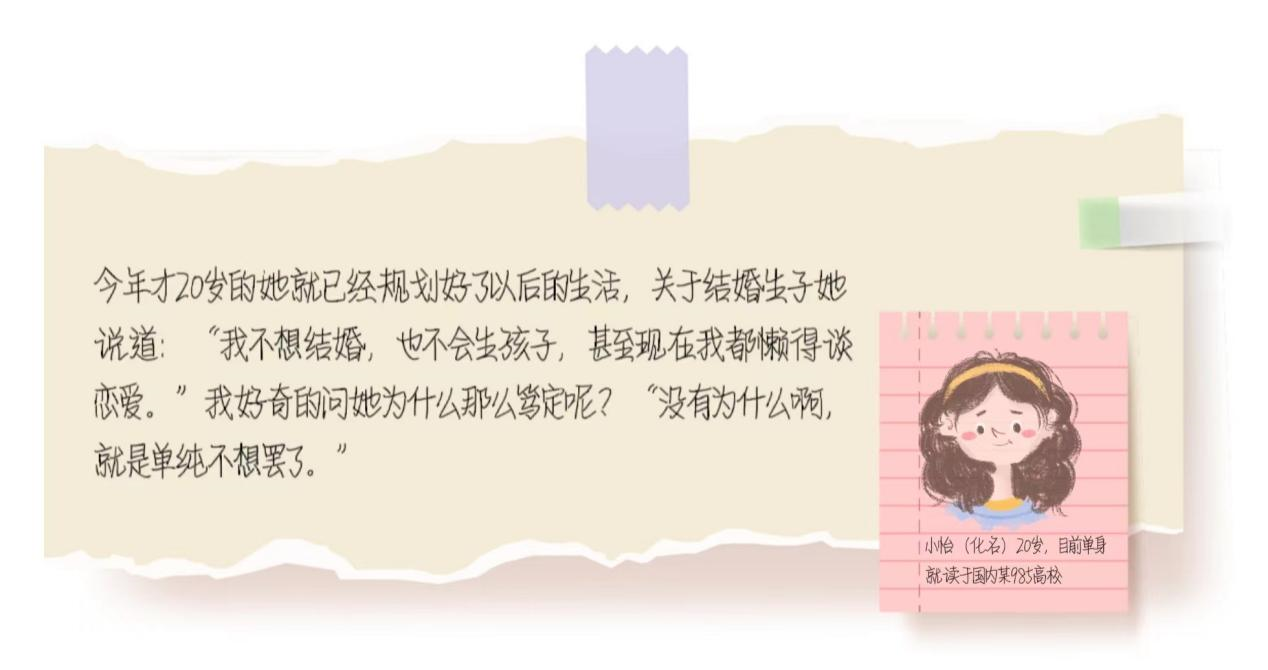 今年才20岁的她就已经规划好了以后的生活，关于结婚生子她
说道：“我不想结婚，也不会生孩子，甚至现在我都懒得谈
恋爱。”我好奇的问她为什么那么笃定呢？“没有为什么啊，
就是单纯不想罢了。”
小怡（化名）20岁，目前单身
就读于国内某985高校